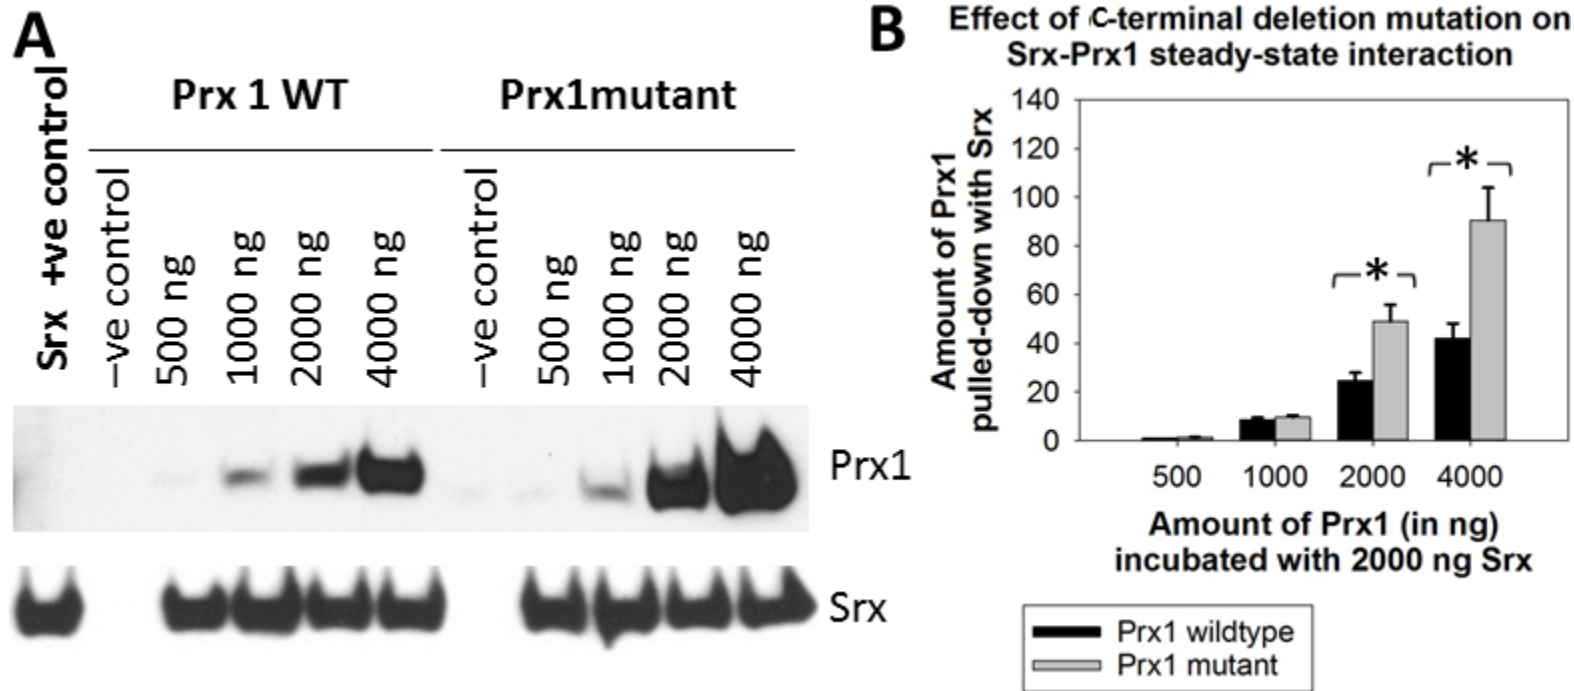 A
Srx +ve control
Prx 1 WT
Prx1mutant
–ve control
500 ng
1000 ng
2000 ng
4000 ng
–ve control
500 ng
1000 ng
2000 ng
4000 ng
Prx1
Srx
B
Effect of C-terminal deletion mutation on
Srx-Prx1 steady-state interaction
Amount of Prx1
pulled-down with Srx
140
120
100
80
60
40
20
0
*
*
500 1000 2000 4000
Amount of Prx1 (in ng)
incubated with 2000 ng Srx
Prx1 wildtype
Prx1 mutant